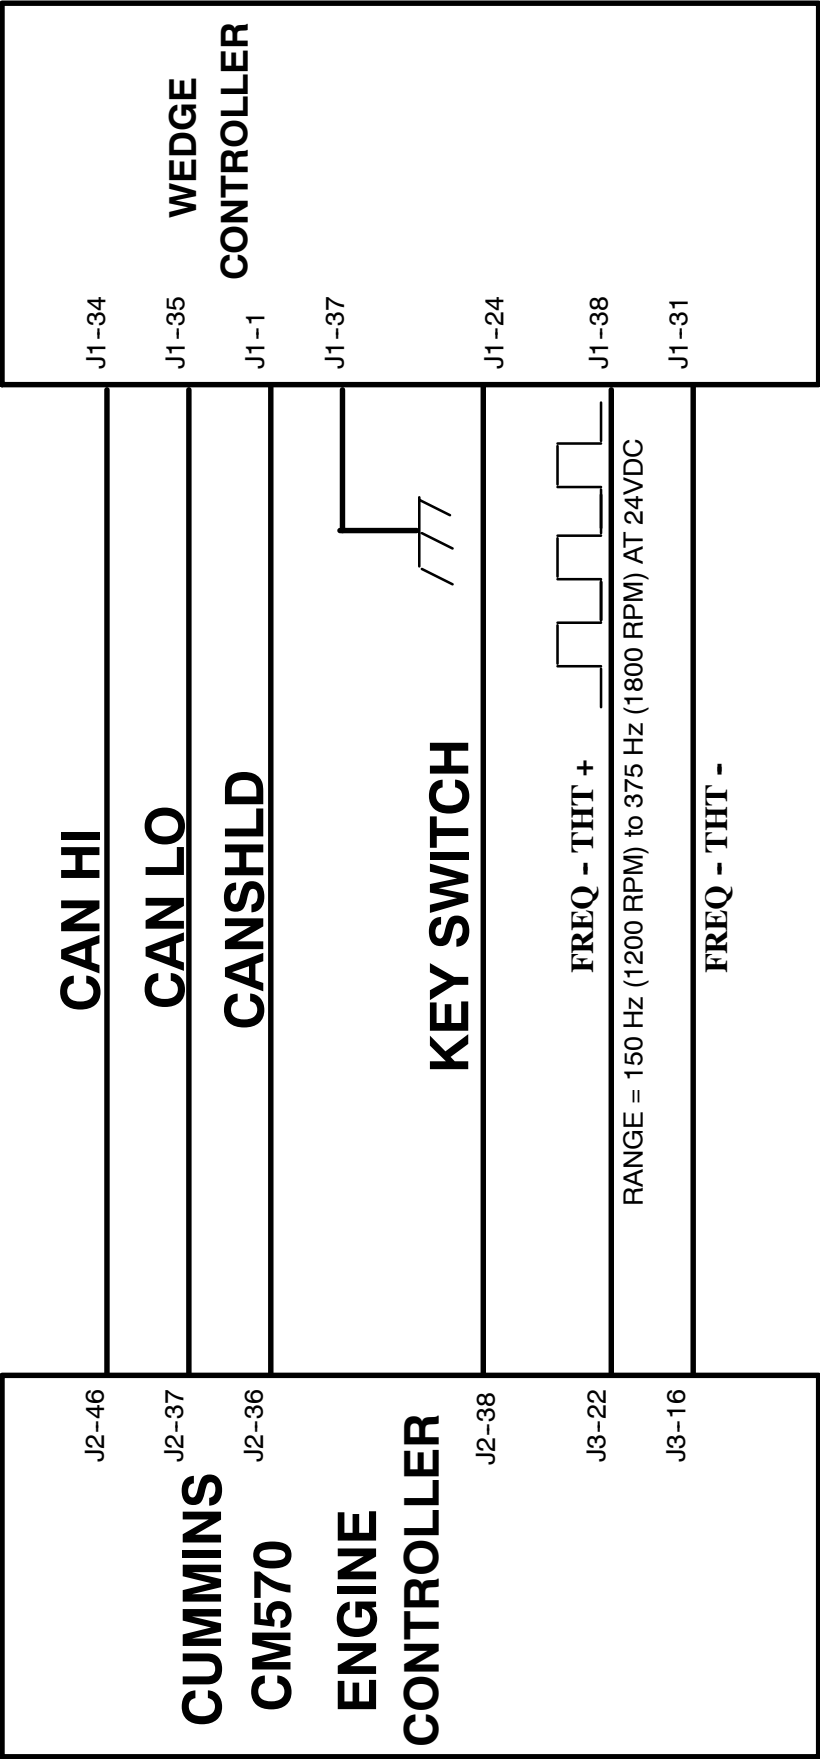 CUMMINS
CM570
ENGINE
CONTROLLER
J2-46
J2-37
J2-36
J2-38
J3-22
J3-16
CAN HI
CAN LO
CANSHLD
KEY SWITCH
FREQ - THT +
RANGE = 150 Hz (1200 RPM) to 375 Hz (1800 RPM) AT 24VDC
FREQ - THT -
J1-34
J1-35
J1-1
J1-37
J1-24
J1-38
J1-31
WEDGE
CONTROLLER